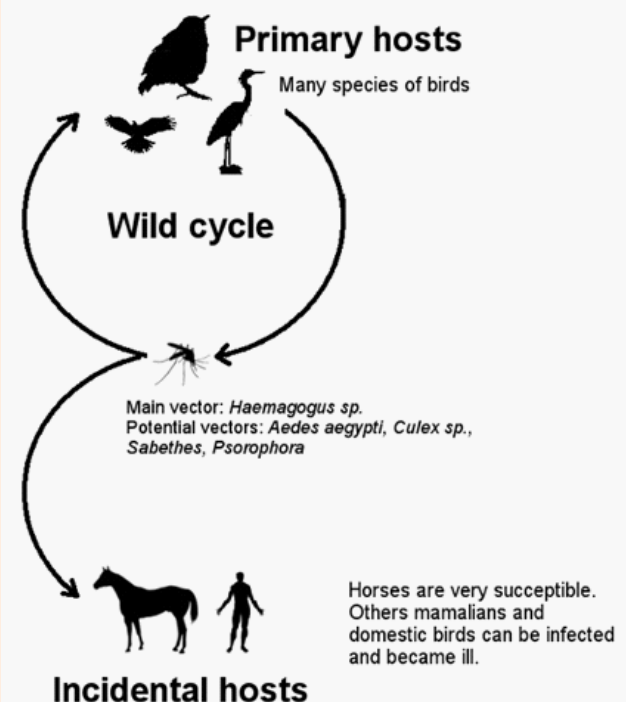 Primary hosts
Many species of birds
Wild cycle
Main vector: Haemagogus sp.
Potential vectors: Aedes aegypti, Culex sp.,
Sabethes, Psorophora
Horses are very succeptible.
Others mamalians and
domestic birds can be infected
and became ill.
Incidental hosts